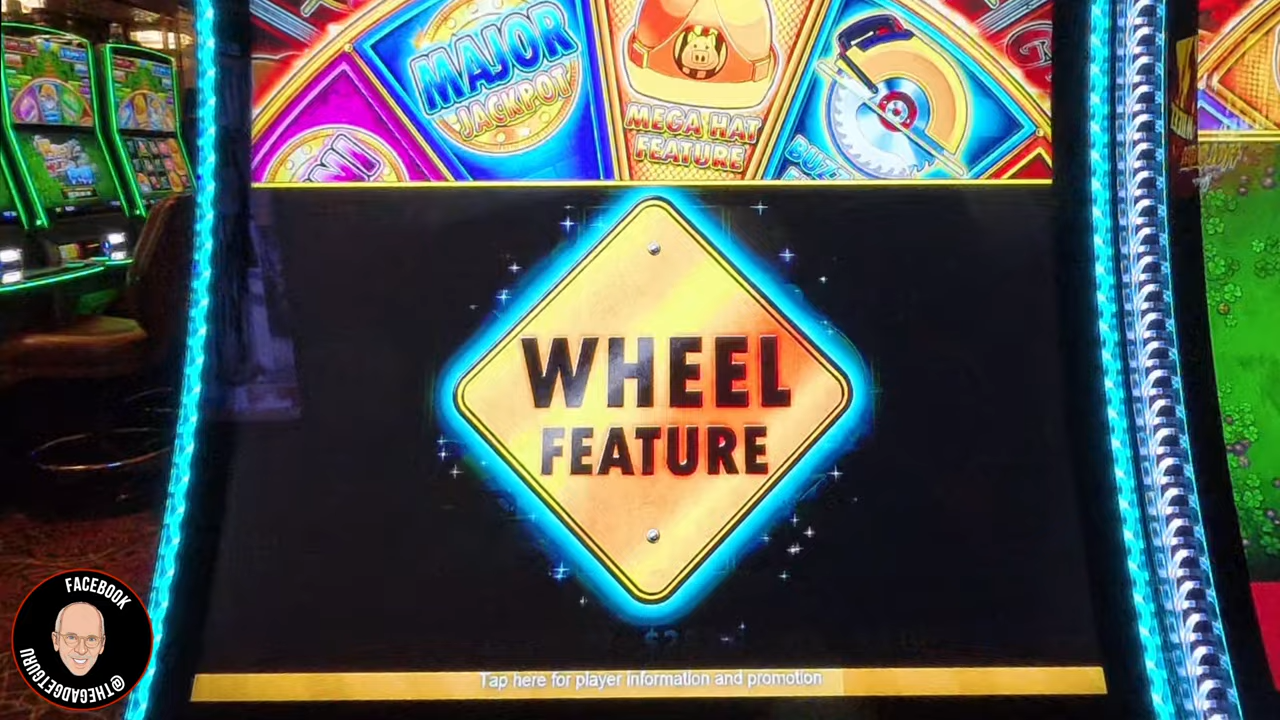 MAJOR
JACKPOT
MEGA HAT
FEATURE
WHEEL
FEATURE
Tap here for player information and promotion
FACEBOOK
@THEGADGETGURU